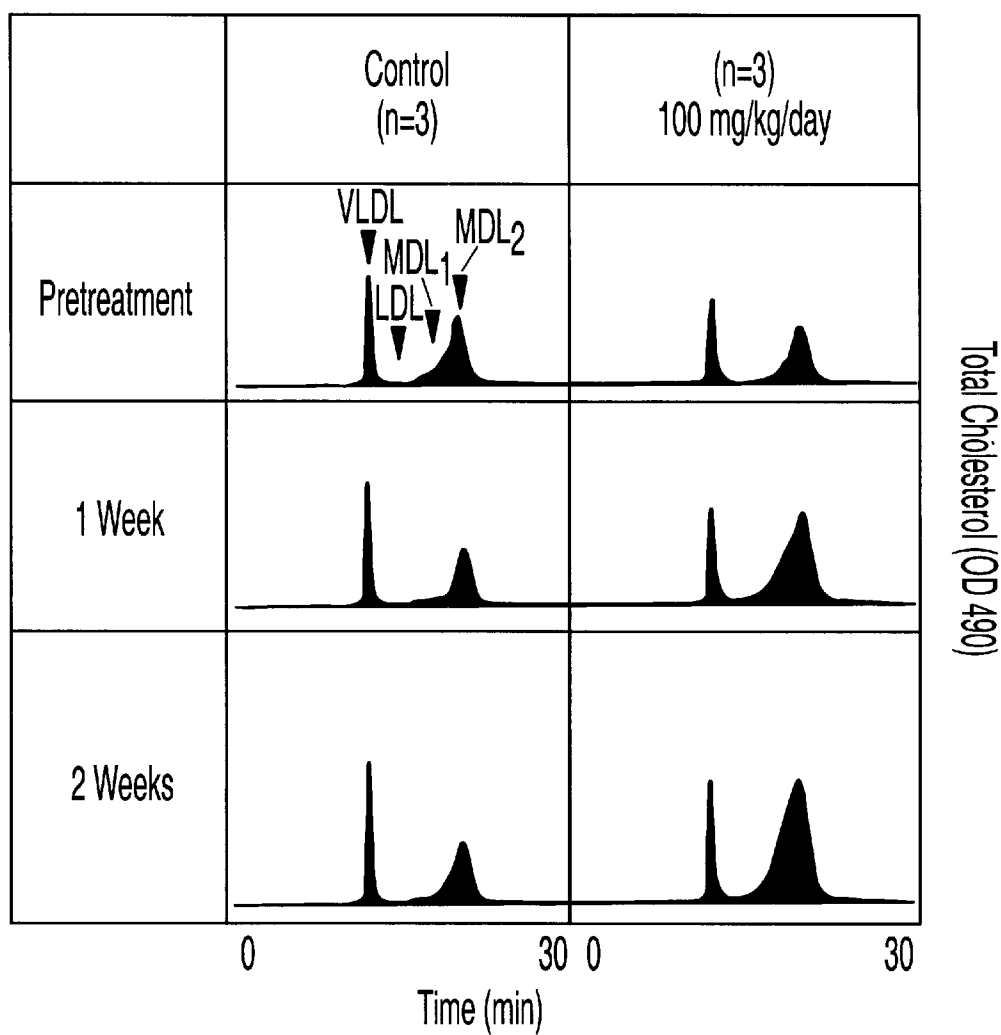 Control
(n=3)
(n=3)
100 mg/kg/day
Pretreatment
VLDL
MDL1
MDL2
LDL
1 Week
2 Weeks
0 30 0 30
Time (min)
Total Cholesterol (OD 490)